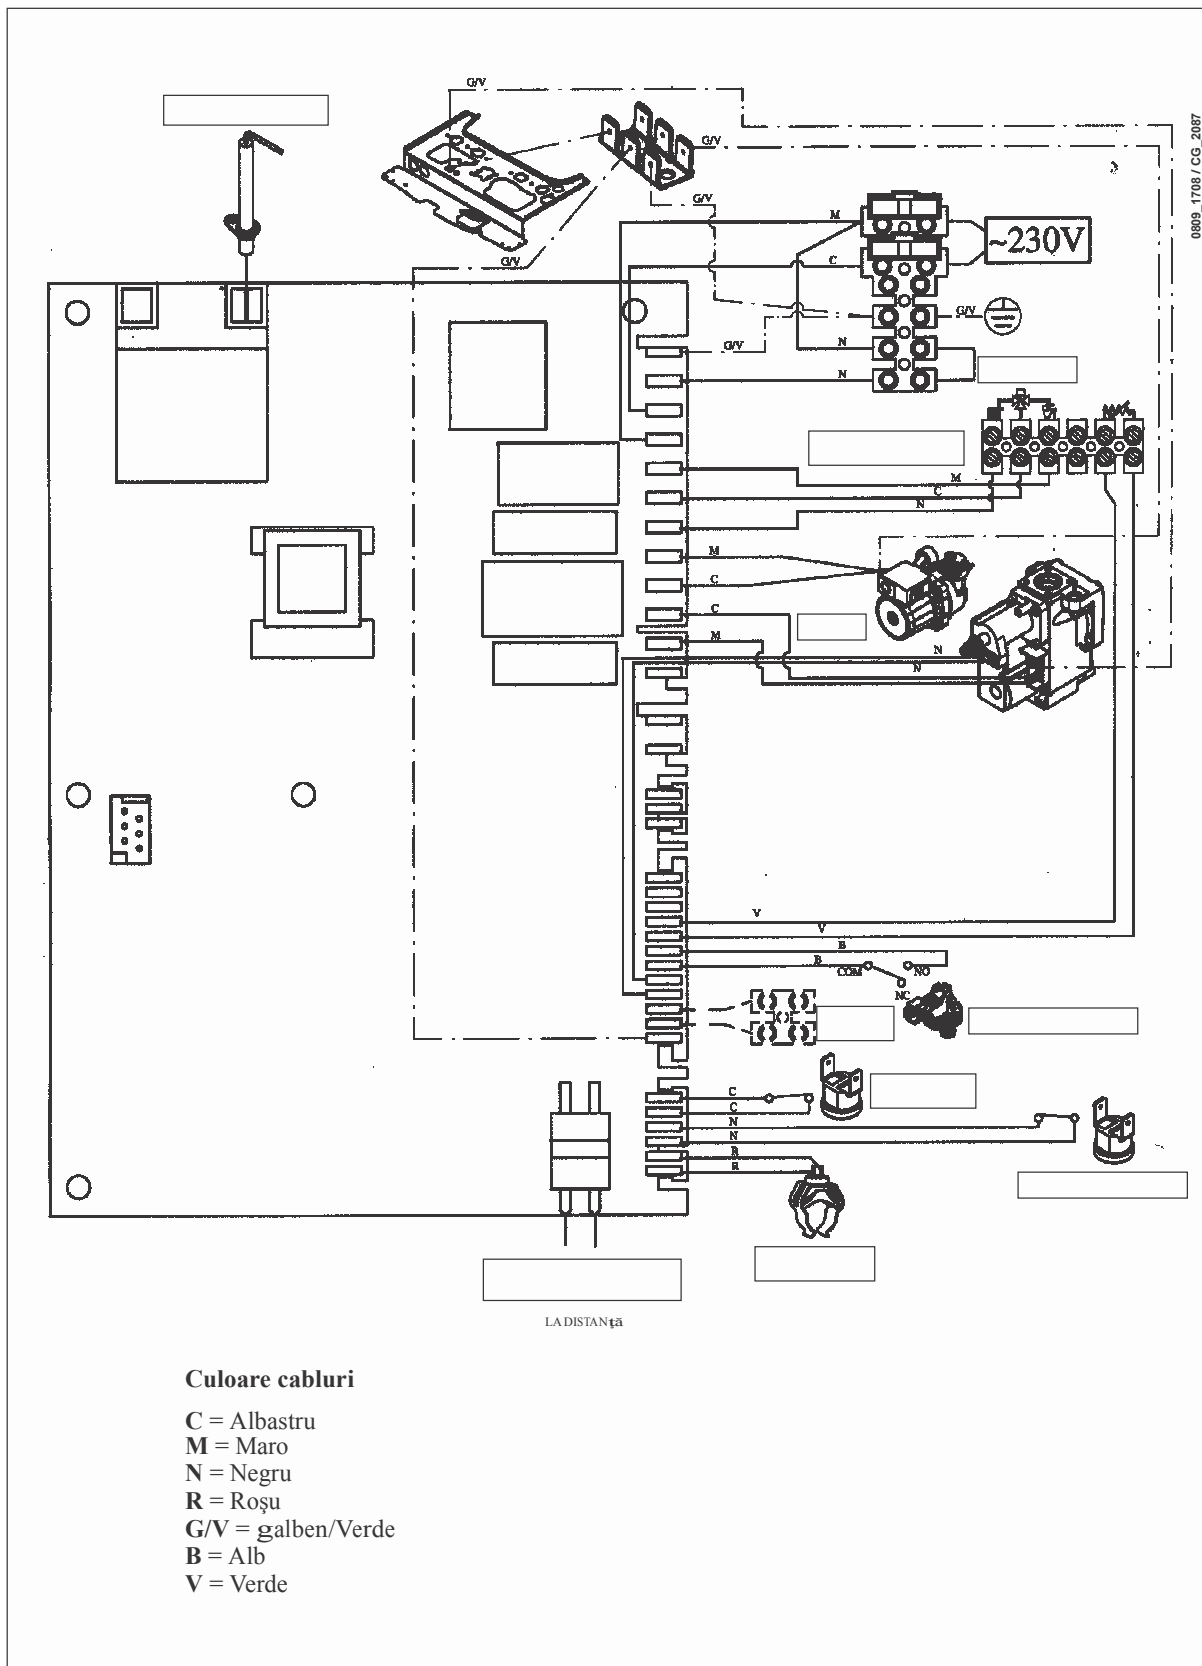 G/V
0809_1708 / CG_2087
G/V
G/V
M
~230V
C
G/V
G/V
G/V
N
N
M
C
N
M
C
C
M
N
N
V
V
B
B
COM
NO
NC
C
C
N
N
B
R
LA DISTANţă
Culoare cabluri
C = Albastru
M = Maro
N = Negru
R = Roşu
G/V = galben/Verde
B = Alb
V = Verde